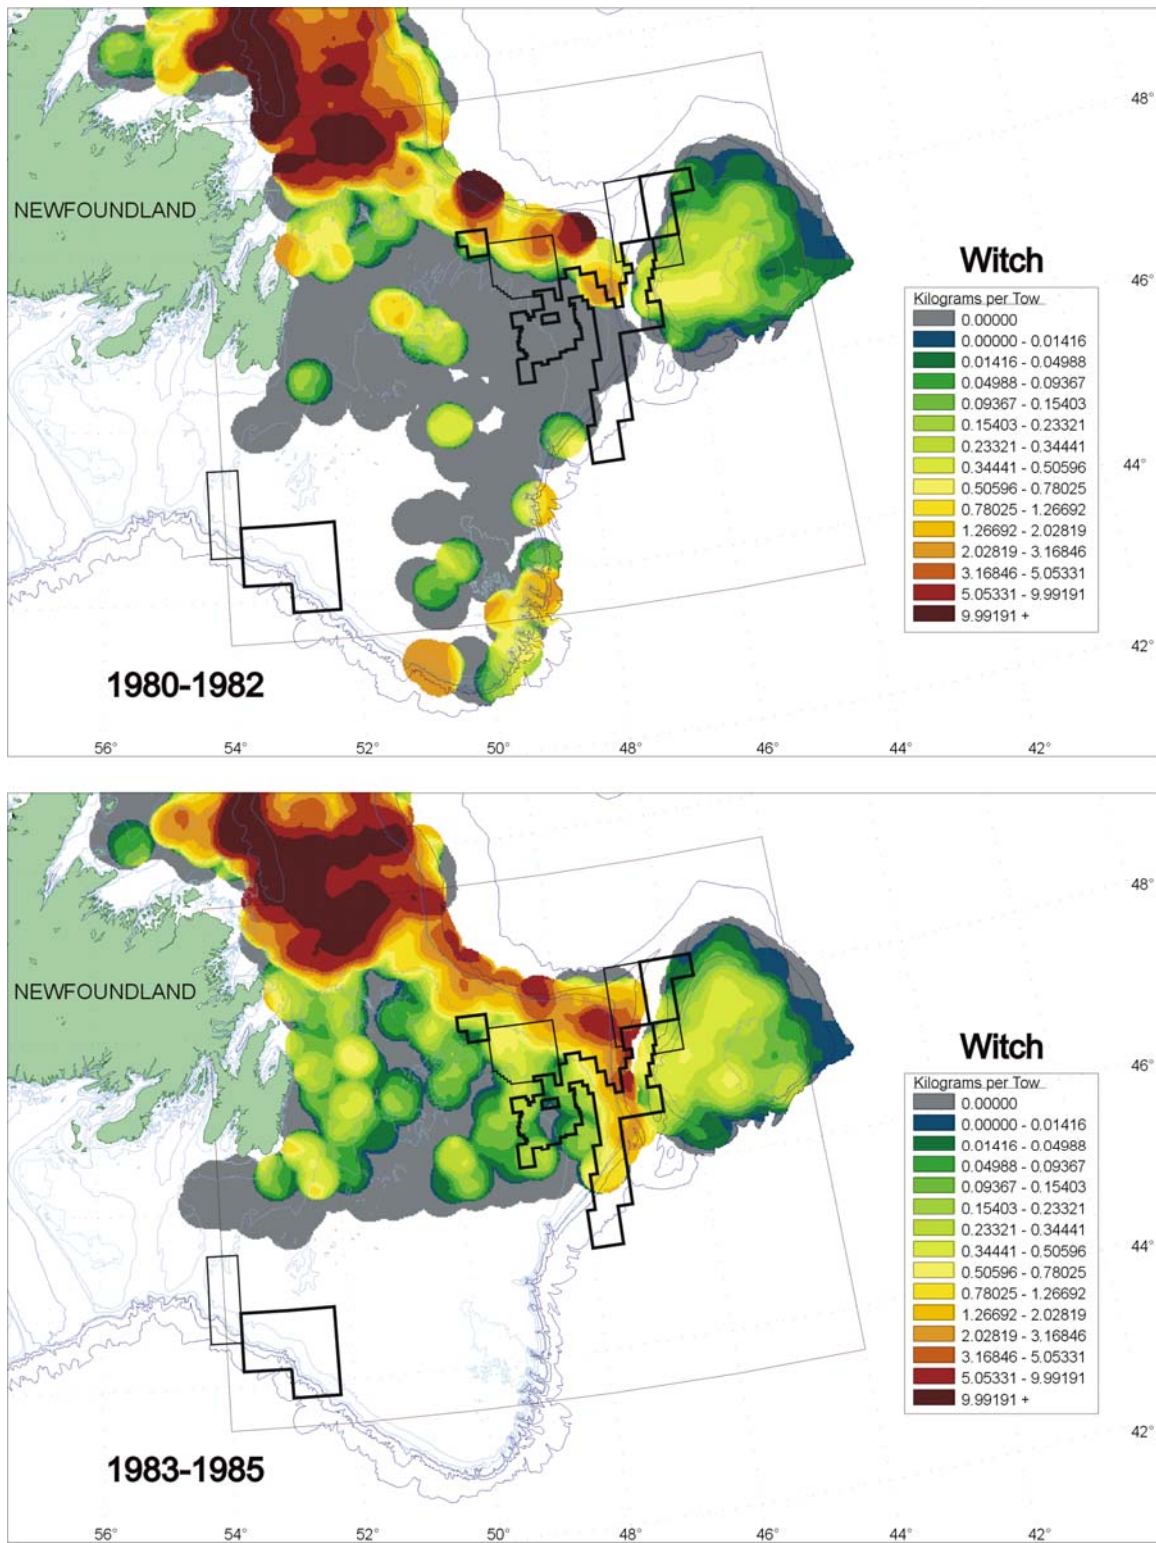 48°
NEWFOUNDLAND
Witch
46°
Kilograms per Tow
0.00000
0.00000 - 0.01416
0.01416 - 0.04988
0.04988 - 0.09367
0.09367 - 0.15403
0.15403 - 0.23321
0.23321 - 0.34441
0.34441 - 0.50596
0.50596 - 0.78025
0.78025 - 1.26692
1.26692 - 2.02819
2.02819 - 3.16846
3.16846 - 5.05331
5.05331 - 9.99191
9.99191 +
44°
42°
1980-1982
56°
54°
52°
50°
48°
46°
44°
42°
48°
NEWFOUNDLAND
Witch
46°
Kilograms per Tow
0.00000
0.00000 - 0.01416
0.01416 - 0.04988
0.04988 - 0.09367
0.09367 - 0.15403
0.15403 - 0.23321
0.23321 - 0.34441
0.34441 - 0.50596
0.50596 - 0.78025
0.78025 - 1.26692
1.26692 - 2.02819
2.02819 - 3.16846
3.16846 - 5.05331
5.05331 - 9.99191
9.99191 +
44°
42°
1983-1985
56°
54°
52°
50°
48°
46°
44°
42°